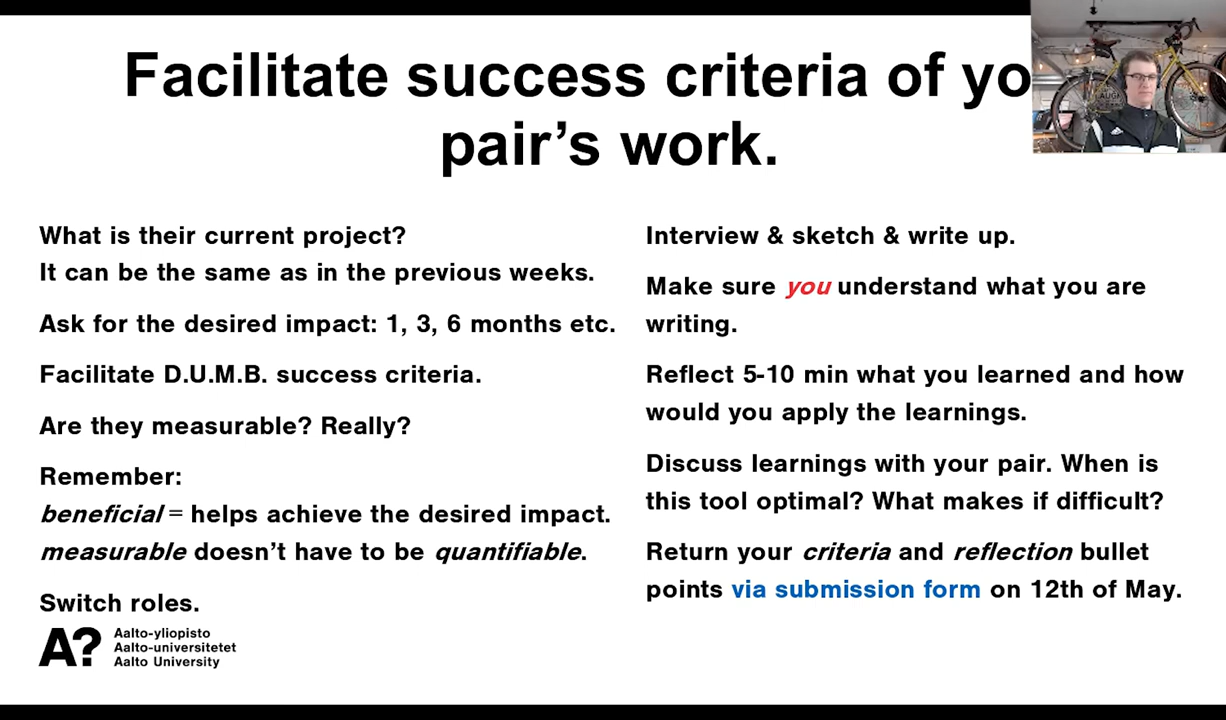 Facilitate success criteria of yo
pair's work.
What is their current project?
It can be the same as in the previous weeks.
Ask for the desired impact: 1, 3, 6 months etc.
Facilitate D.U.M.B. success criteria.
Are they measurable? Really?
Remember:
beneficial = helps achieve the desired impact.
measurable doesn't have to be quantifiable.
Switch roles.
Interview & sketch & write up.
Make sure you understand what you are
writing.
Reflect 5-10 min what you learned and how
would you apply the learnings.
Discuss learnings with your pair. When is
this tool optimal? What makes if difficult?
Return your criteria and reflection bullet
points via submission form on 12th of May.
A?
Aalto-yliopisto
Aalto-universitetet
Aalto University